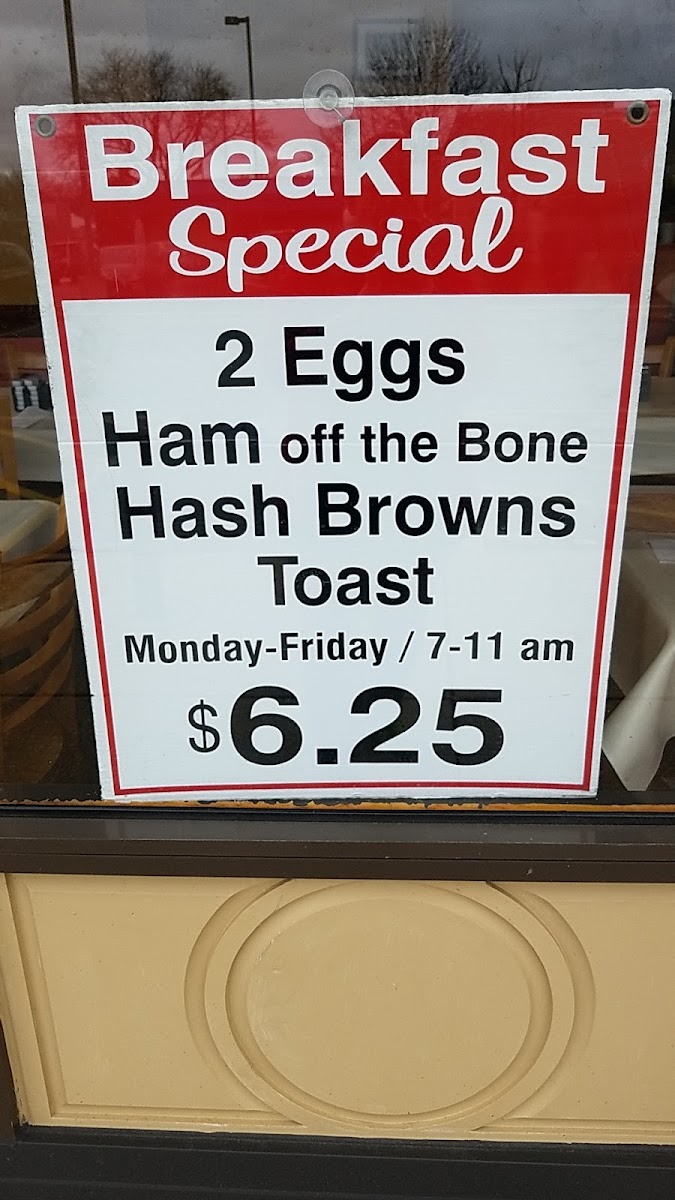 Breakfast
Special
2 Eggs
Ham off the Bone
Hash Browns
Toast
Monday-Friday / 7-11 am
$6.25